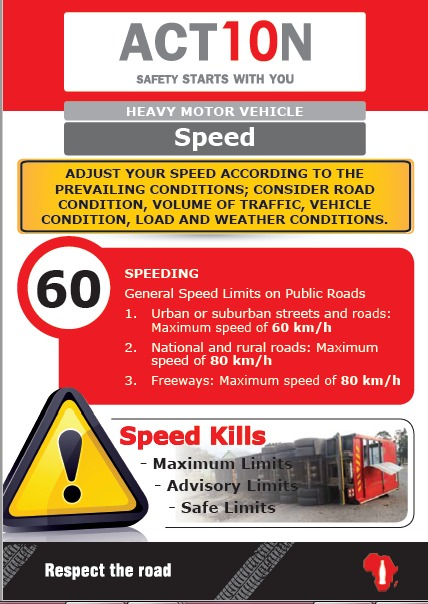 ACT10N
SAFETY STARTS WITH YOU
HEAVY MOTOR VEHICLE
Speed
ADJUST YOUR SPEED ACCORDING TO THE
PREVAILING CONDITIONS; CONSIDER ROAD
CONDITION, VOLUME OF TRAFFIC, VEHICLE
CONDITION, LOAD AND WEATHER CONDITIONS.
60
SPEEDING
General Speed Limits on Public Roads
1. Urban or suburban streets and roads:
Maximum speed of 60 km/h
2. National and rural roads: Maximum
speed of 80 km/h
3. Freeways: Maximum speed of 80 km/h
!
Speed Kills
- Maximum Limits
- Advisory Limits
- Safe Limits
Respect the road